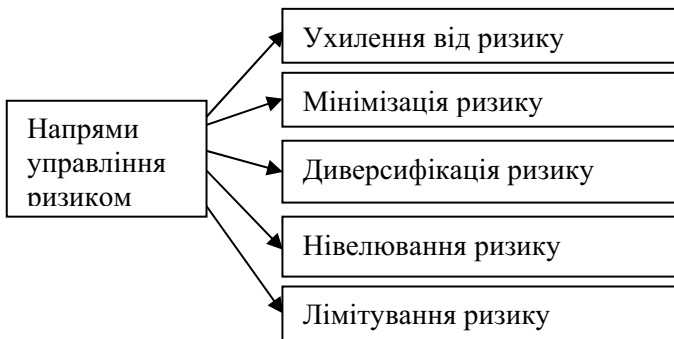 Напрями
управління
ризиком
Ухилення від ризику
Мінімізація ризику
Диверсифікація ризику
Нівелювання ризику
Лімітування ризику